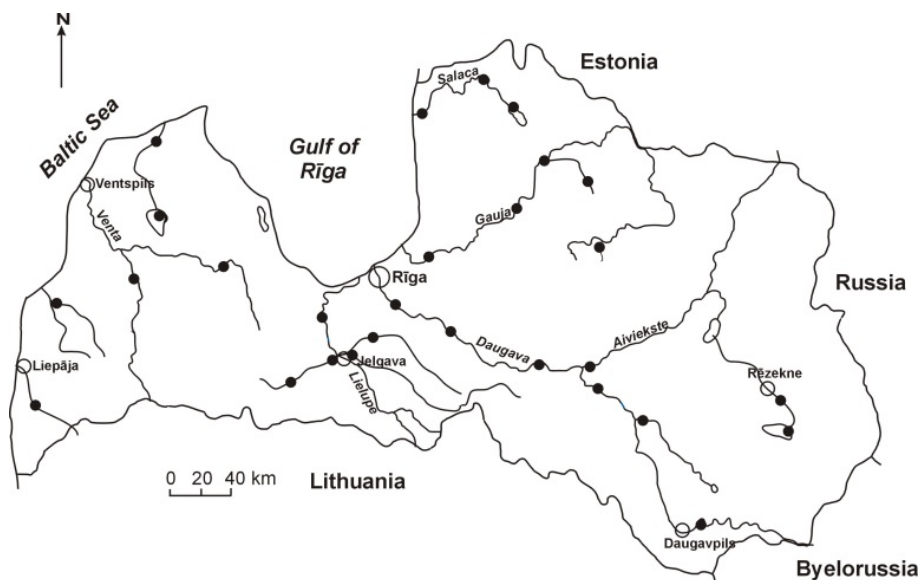 N
Estonia
Salaca
Baltic Sea
Gulf of
Rīga
Ventspils
Venta
Gauja
Rīga
Russia
Aiviekste
Daugava
Liepāja
Jelgava
Lielupe
Rēzekne
0 20 40 km
Lithuania
Daugavpils
Byelorussia